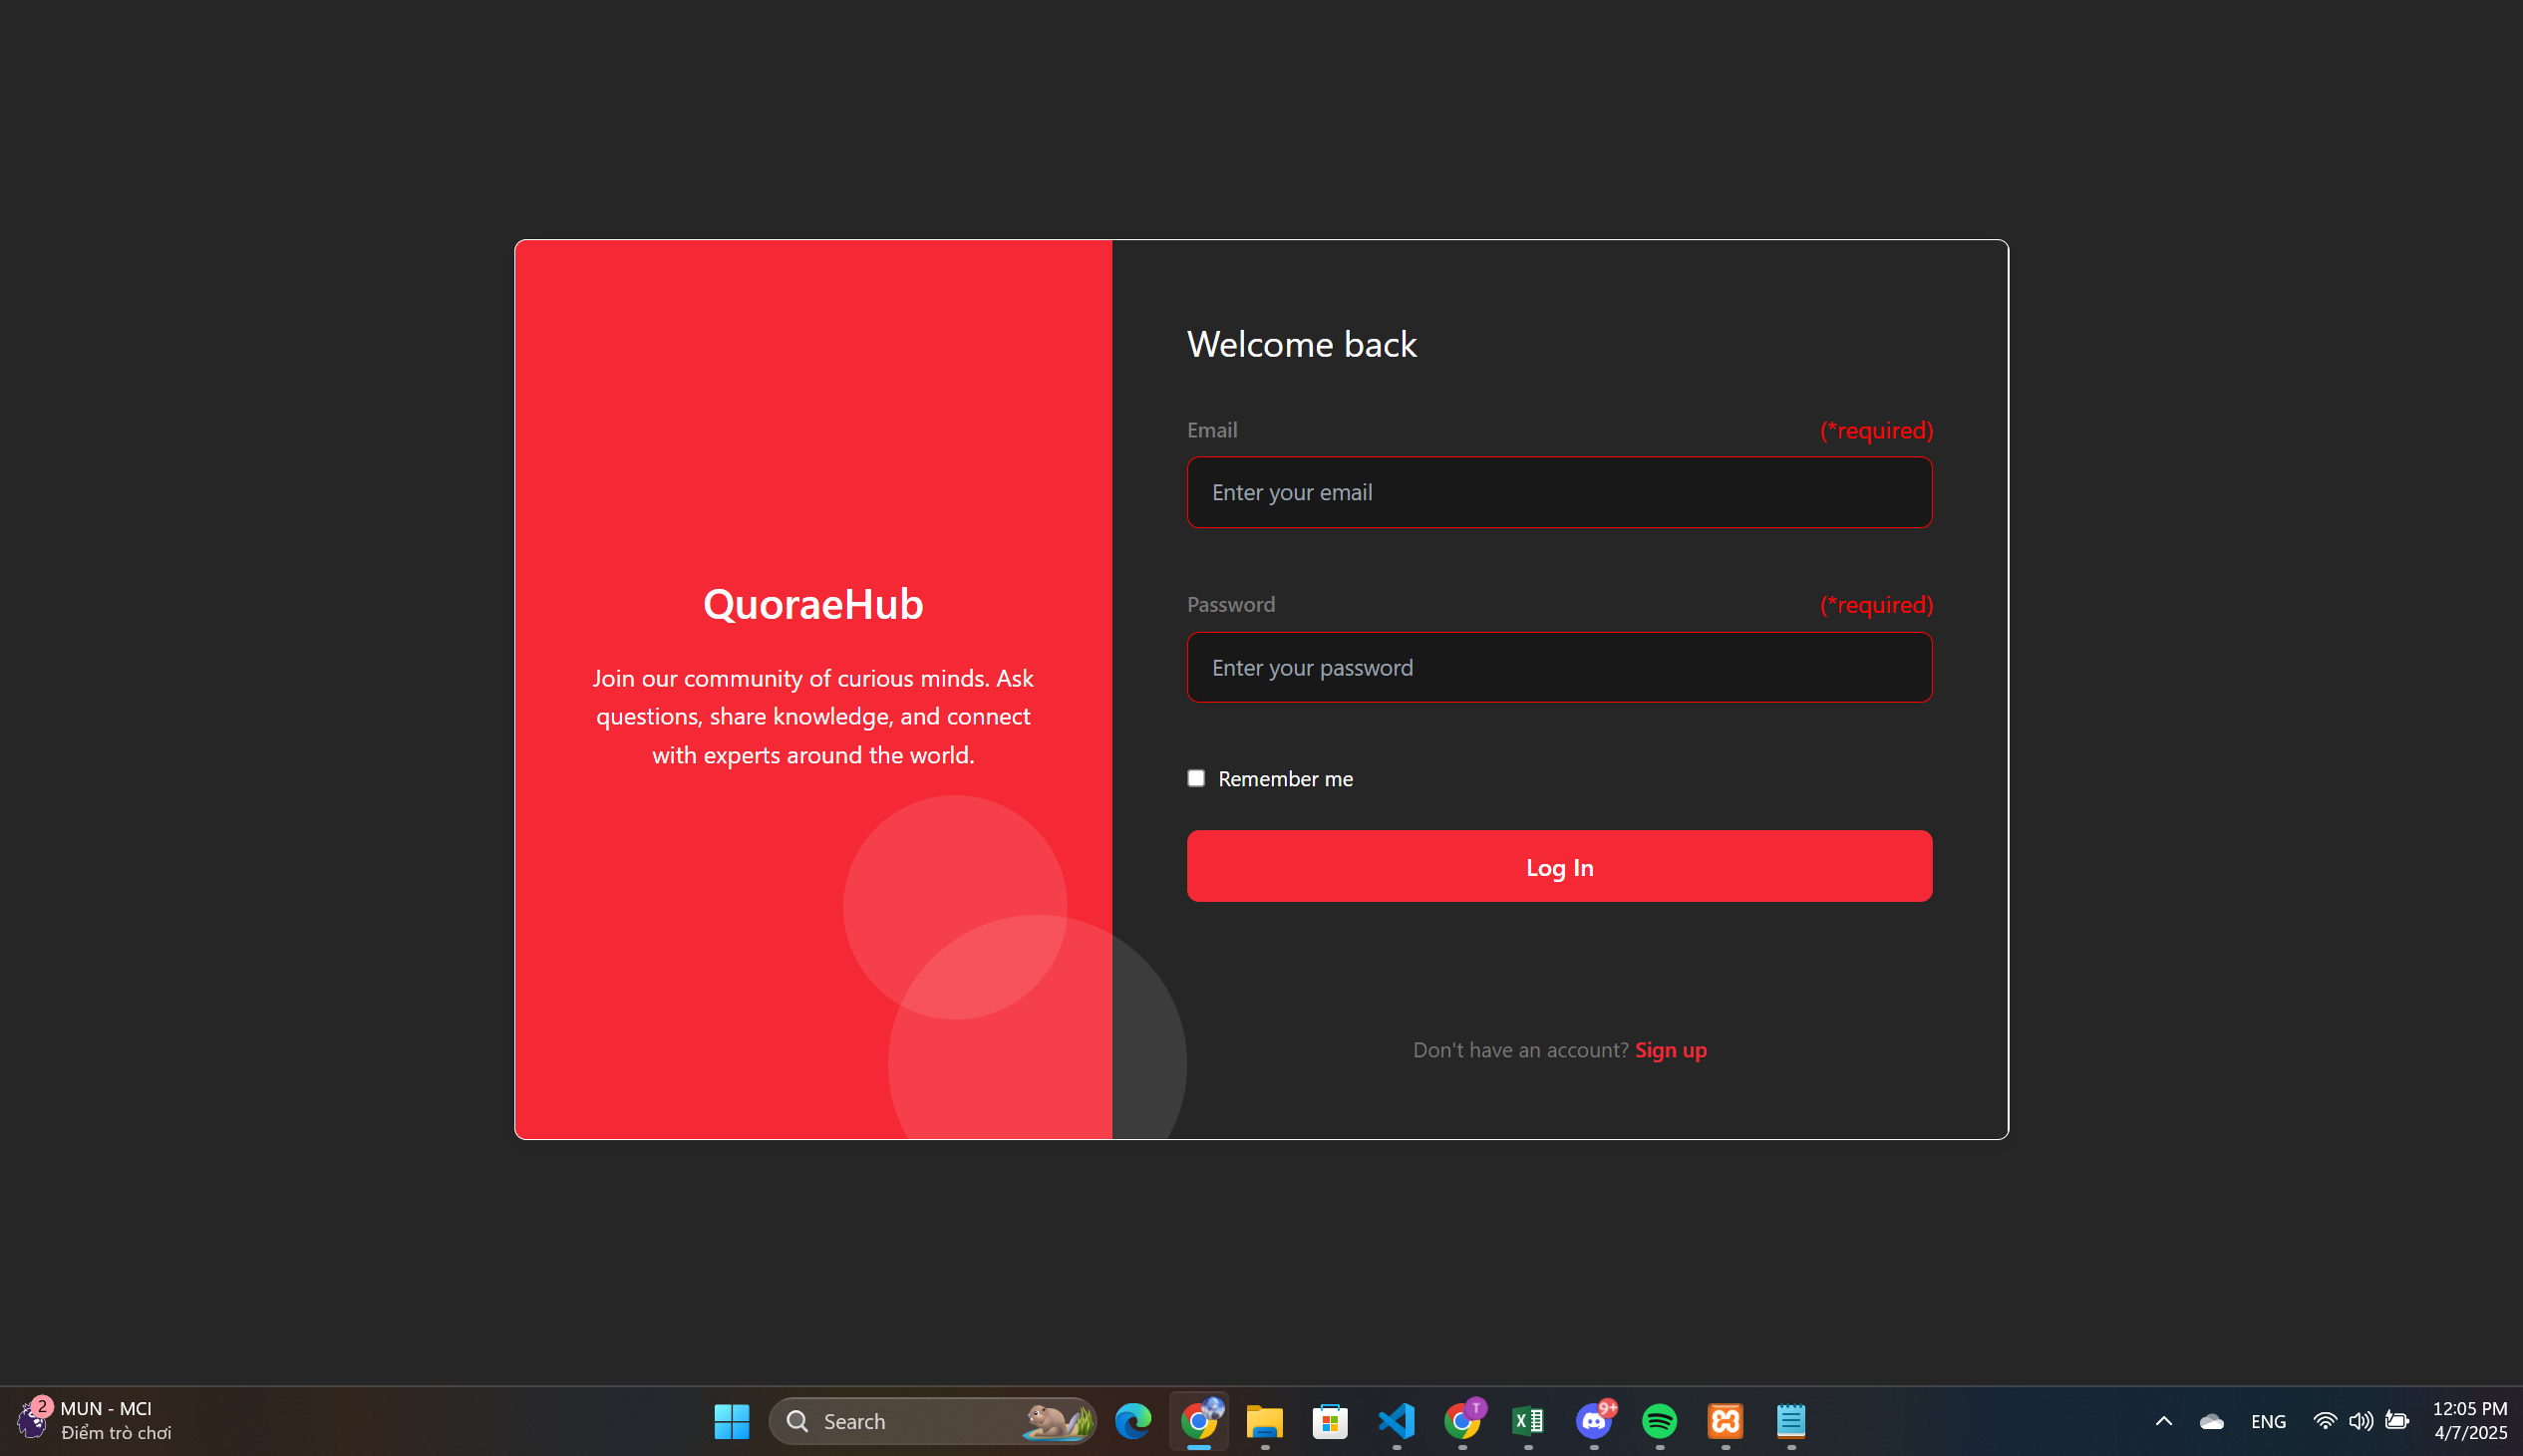 QuoraeHub
Join our community of curious minds. Ask
questions, share knowledge, and connect
with experts around the world.
Welcome back
Email (*required)
Enter your email
Password (*required)
Enter your password
Remember me
Log In
Don't have an account? Sign up
2
MUN - MCI
Điểm trò chơi
Search
T
X
9+
ENG
12:05 PM
4/7/2025